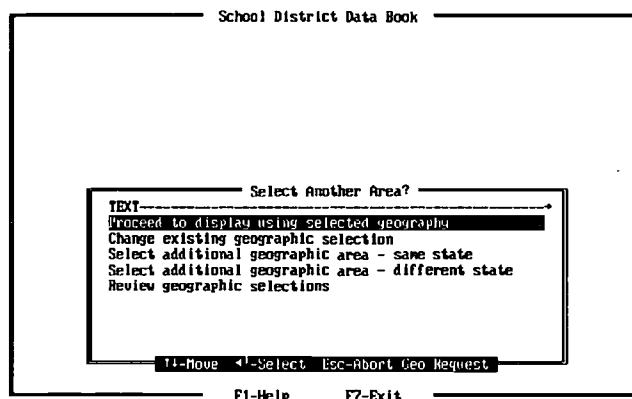 School District Data Book
Select Another Area?
TEXT
Proceed to display using selected geography
Change existing geographic selection
Select additional geographic area - same state
Select additional geographic area - different state
Review geographic selections
↑↓-Move ◄┘-Select Esc-Abort Geo Request
F1-Help F7-Exit